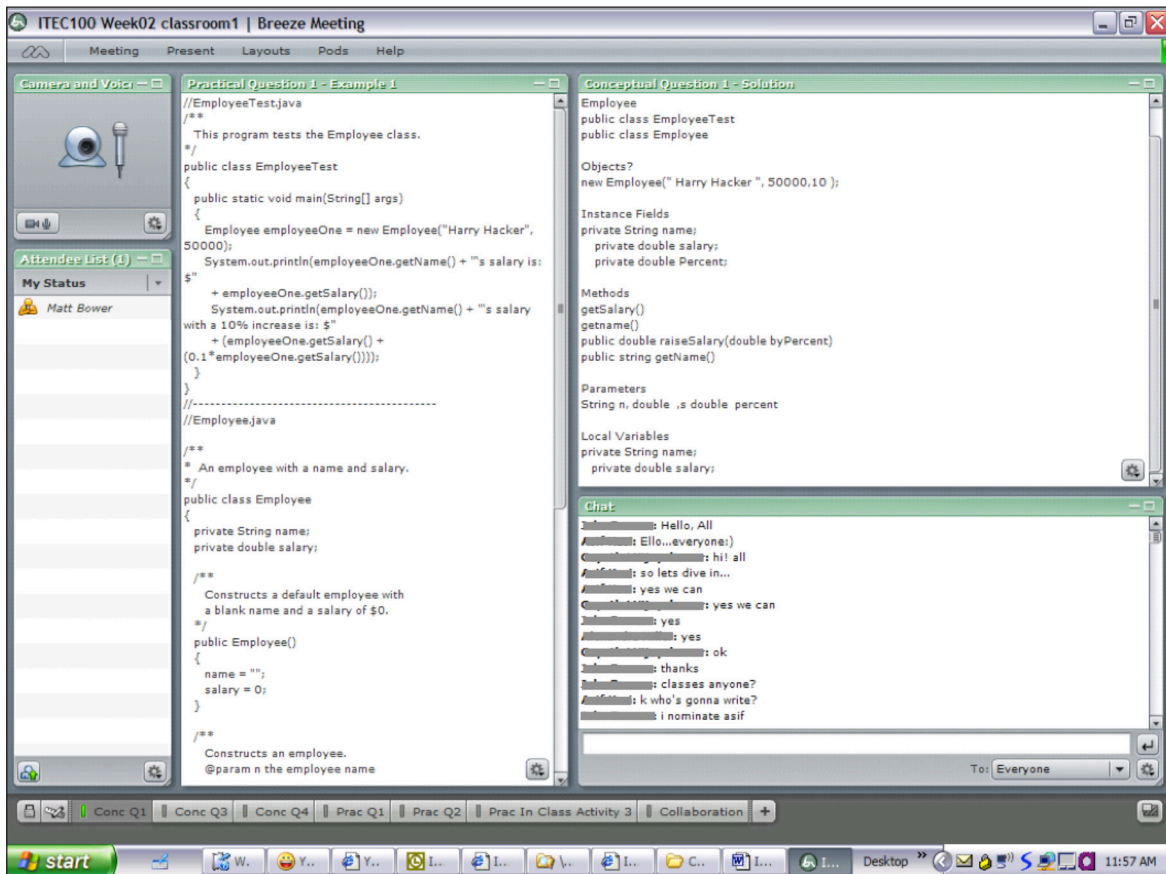 ITEC100 Week02 classroom1 | Breeze Meeting
Meeting Present Layouts Pods Help
Camera and Voice
Attendee List (1)
My Status
Matt Bower
Practical Question 1 - Example 1
//EmployeeTest.java
/**
This program tests the Employee class.
*/
public class EmployeeTest
{
public static void main(String[] args)
{
Employee employeeOne = new Employee("Harry Hacker",
50000);
System.out.println(employeeOne.getName() + "'s salary is:
$"
+ employeeOne.getSalary());
System.out.println(employeeOne.getName() + "'s salary
with a 10% increase is: $"
+ (employeeOne.getSalary() +
(0.1*employeeOne.getSalary())));
}
}
//-------------------------------------------
//Employee.java
/**
* An employee with a name and salary.
*/
public class Employee
{
private String name;
private double salary;
/**
Constructs a default employee with
a blank name and a salary of $0.
*/
public Employee()
{
name = "";
salary = 0;
}
/**
Constructs an employee.
@param n the employee name
Conceptual Question 1 - Solution
Employee
public class EmployeeTest
public class Employee
Objects?
new Employee(" Harry Hacker ", 50000,10 );
Instance Fields
private String name;
private double salary;
private double Percent;
Methods
getSalary()
getname()
public double raiseSalary(double byPercent)
public string getName()
Parameters
String n, double ,s double percent
Local Variables
private String name;
private double salary;
Chat
: Hello, All
: Ello...everyone:)
: hi! all
: so lets dive in...
: yes we can
: yes we can
: yes
: yes
: ok
: thanks
: classes anyone?
: k who's gonna write?
: i nominate asif
To: Everyone
Conc Q1 Conc Q3 Conc Q4 Prac Q1 Prac Q2 Prac In Class Activity 3 Collaboration +
start W.. Y.. Y.. I... I... \.. I... C... I... I... Desktop » 11:57 AM